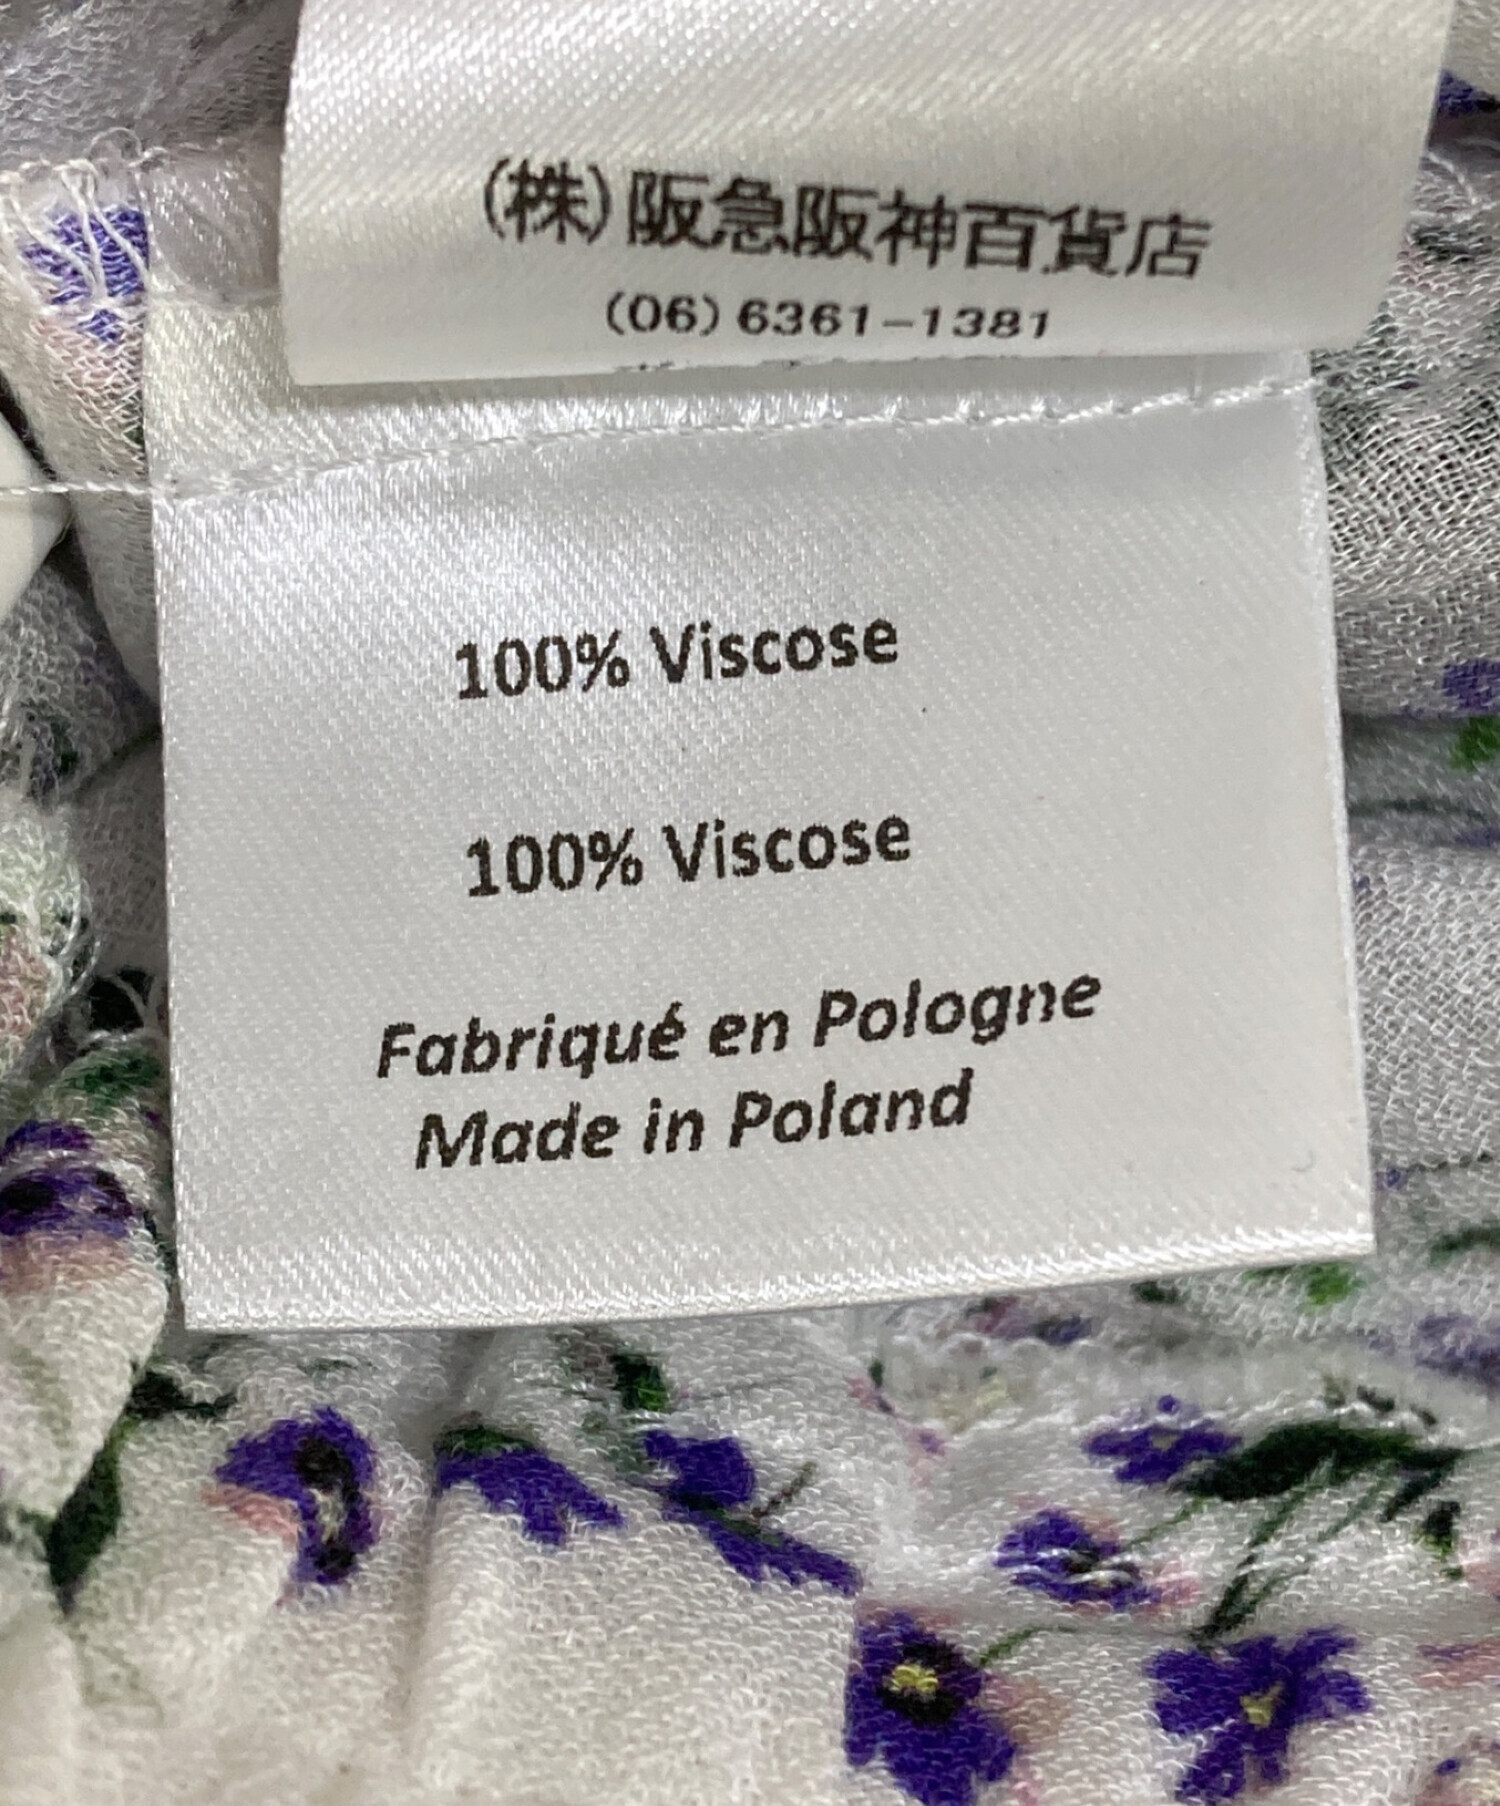 (株)阪急阪神百貨店
(06)6361-1381
100% Viscose
100% Viscose
Fabriqué en Pologne
Made in Poland